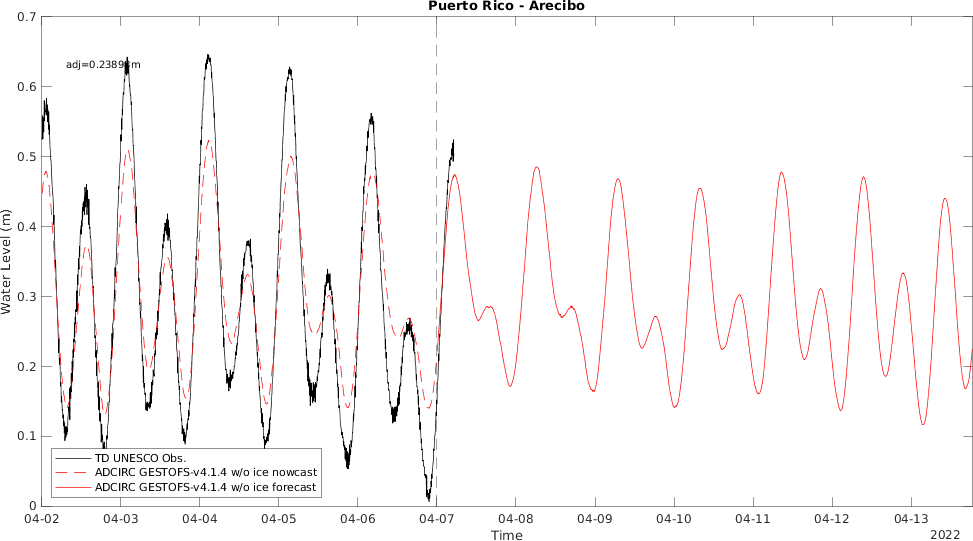 Puerto Rico - Arecibo
0.7
0.6
0.5
0.4
0.3
0.2
0.1
0
Water Level (m)
TD UNESCO Obs.
ADCIRC GESTOFS-v4.1.4 w/o ice nowcast
ADCIRC GESTOFS-v4.1.4 w/o ice forecast
04-02 04-03 04-04 04-05 04-06 04-07 04-08 04-09 04-10 04-11 04-12 04-13
Time
2022